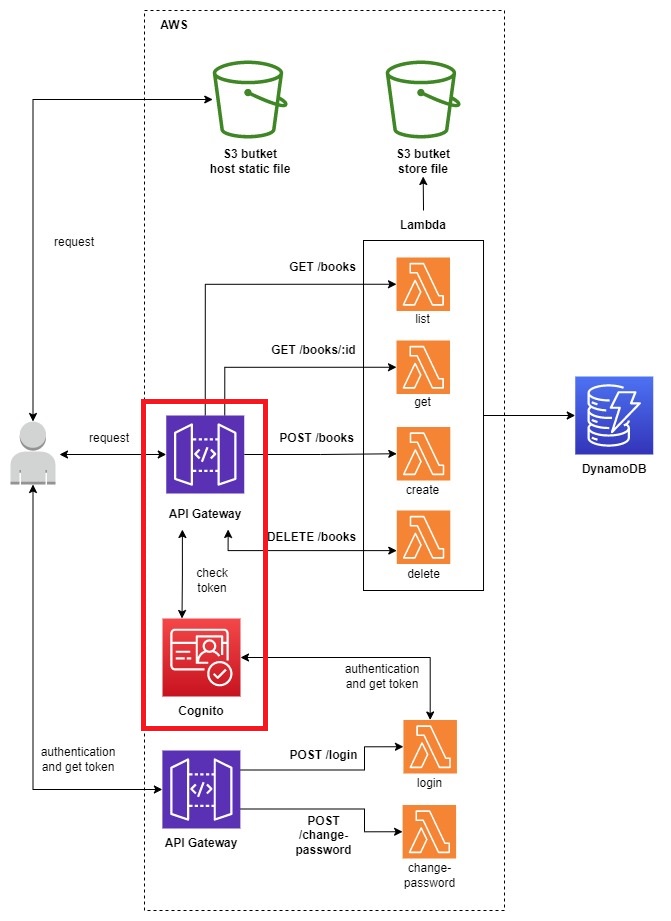 AWS
S3 butket
host static file
S3 butket
store file
request
Lambda
GET /books
list
GET /books/:id
get
request
POST /books
create
API Gateway
DynamoDB
DELETE /books
delete
check
token
Cognito
authentication
and get token
authentication
and get token
POST /login
login
API Gateway
POST
/change-
password
change-
password